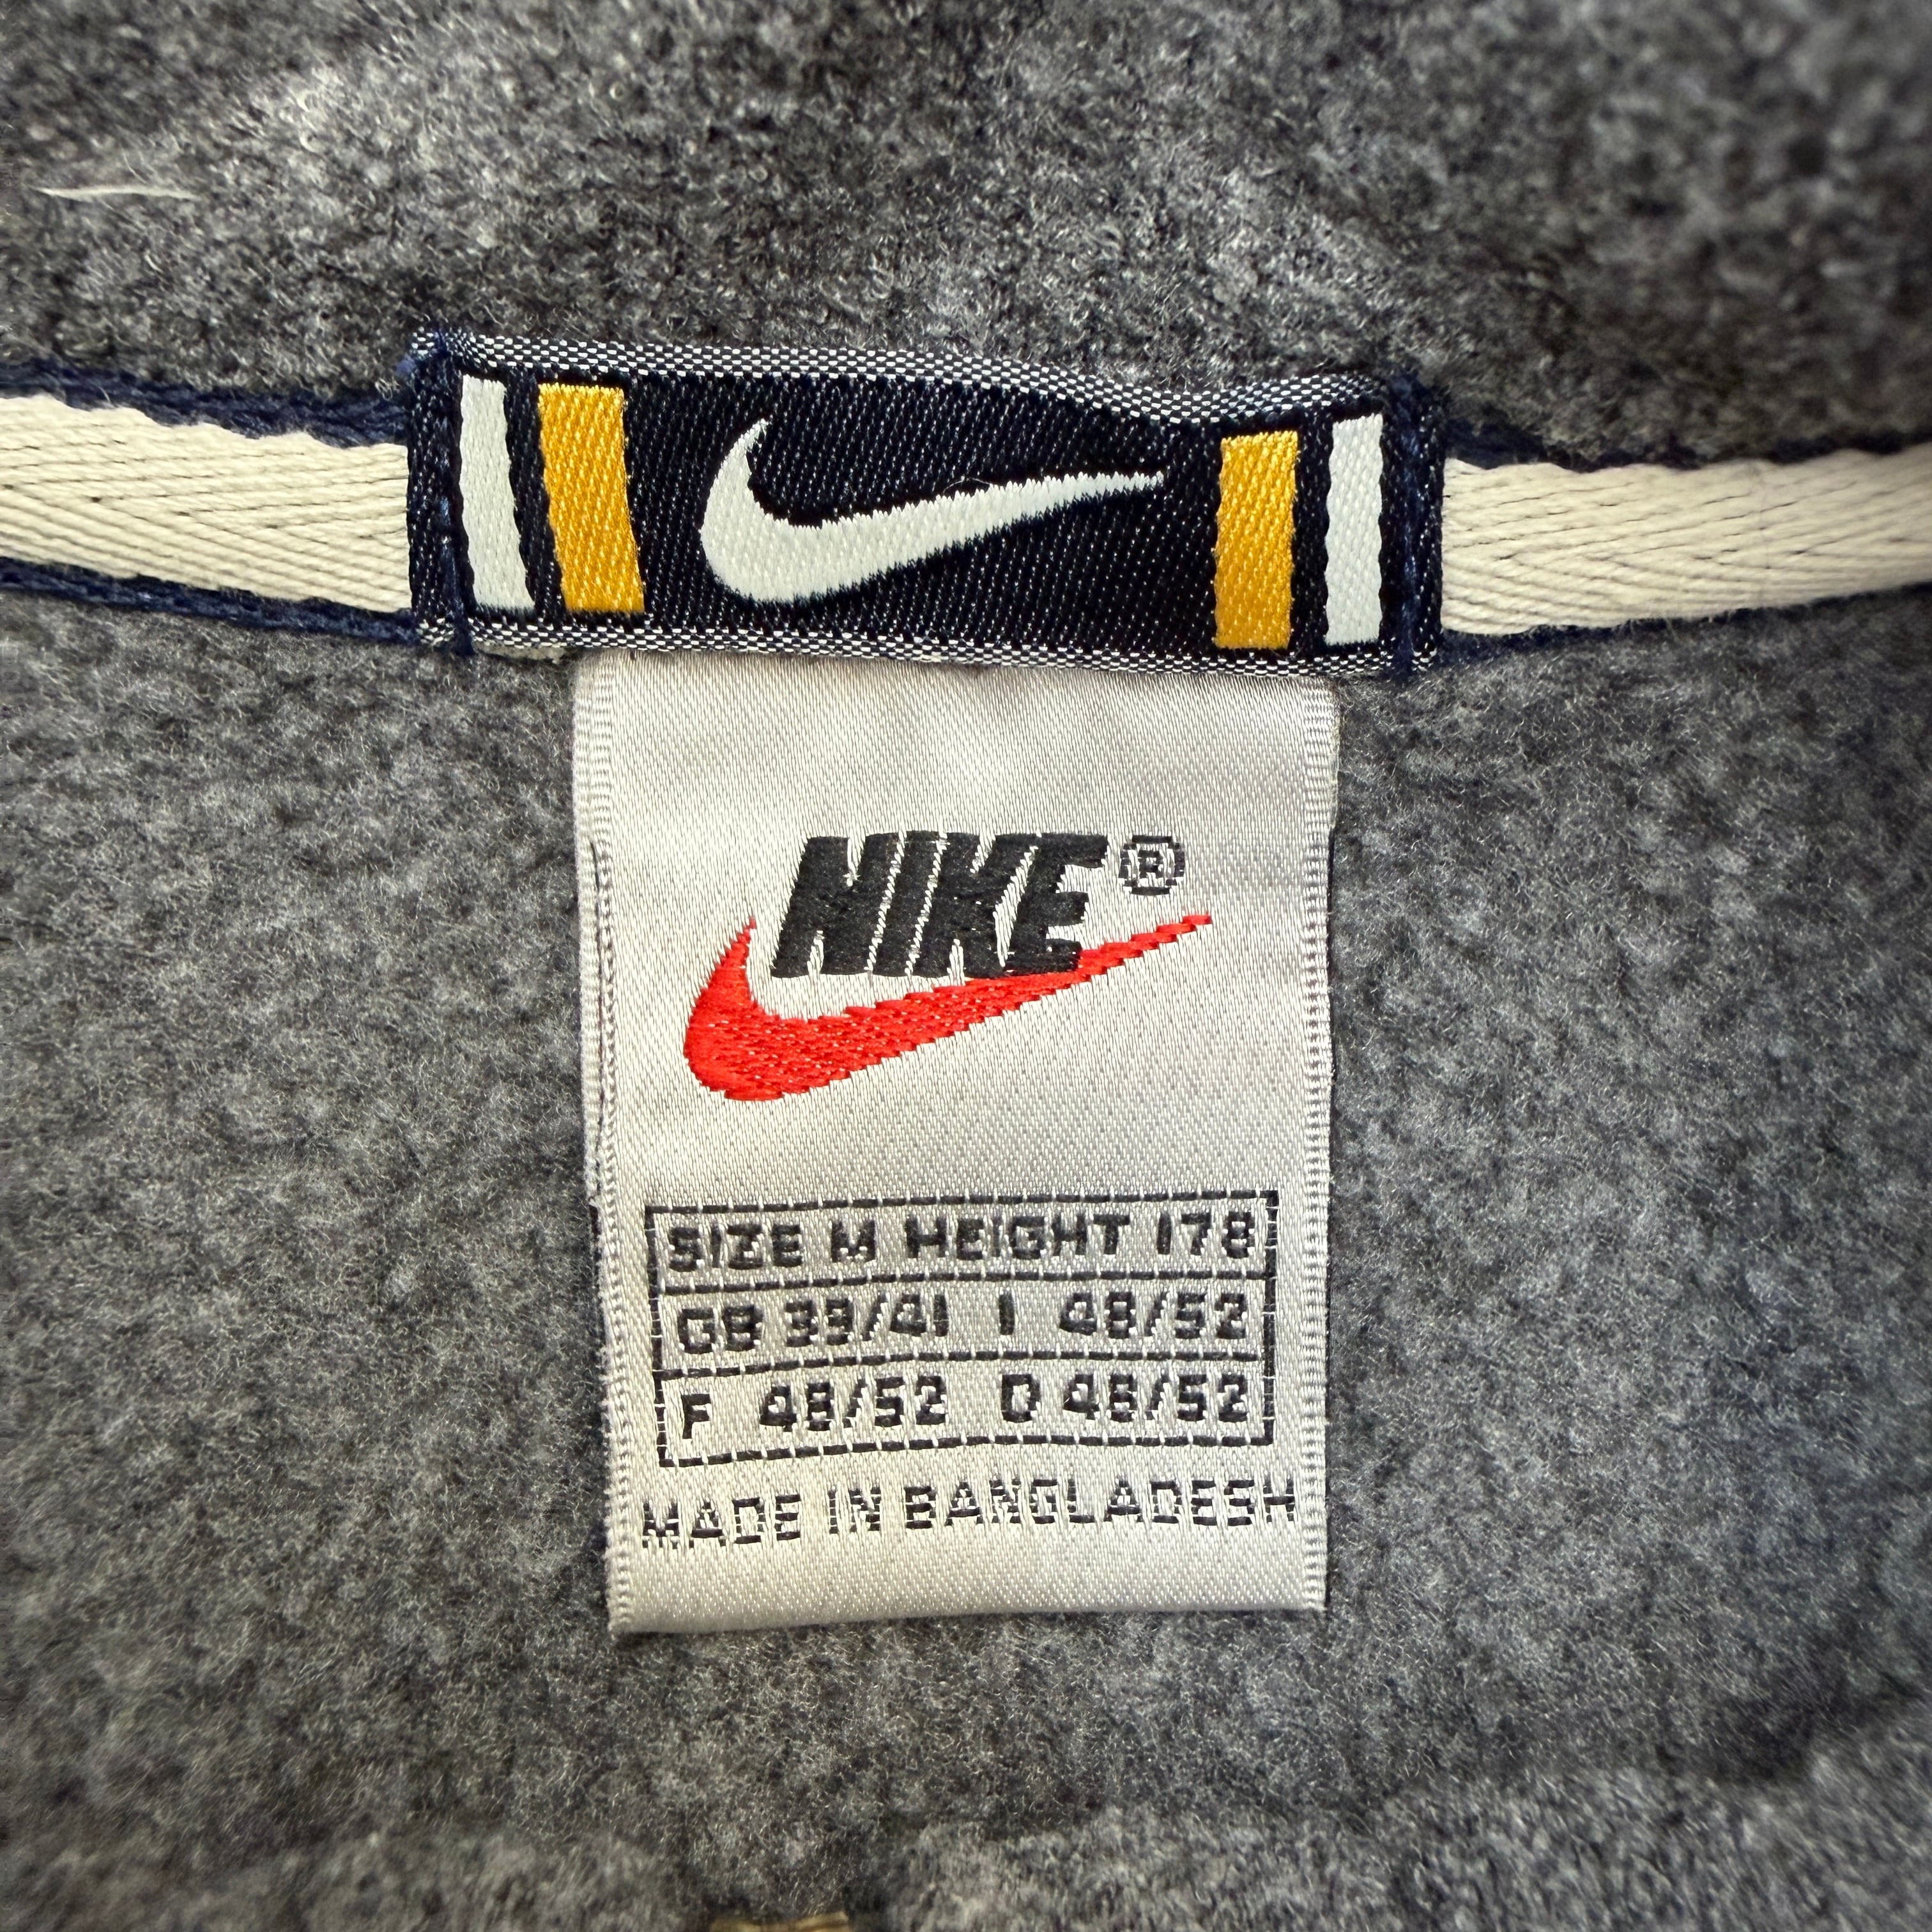 NIKE®
SIZE M HEIGHT 178
GB 39/41 I 48/52
F 48/52 D 48/52
MADE IN BANGLADESH